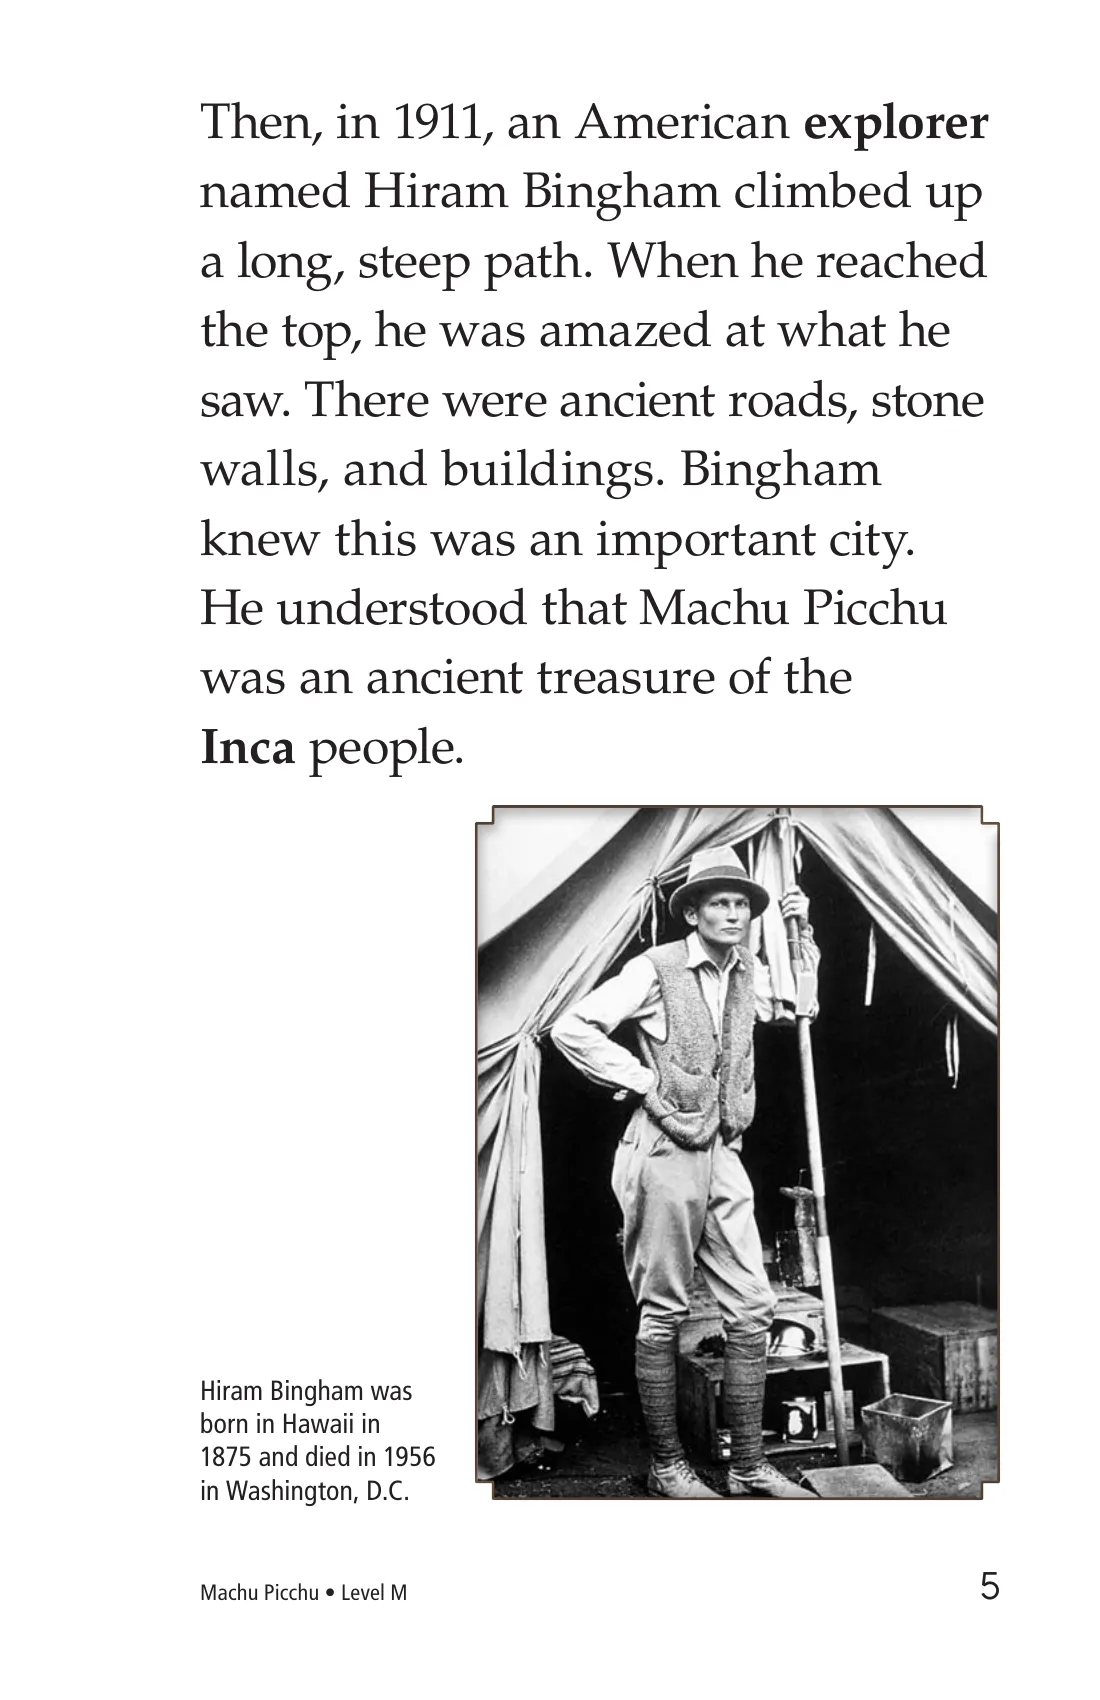 Then, in 1911, an American explorer
named Hiram Bingham climbed up
a long, steep path. When he reached
the top, he was amazed at what he
saw. There were ancient roads, stone
walls, and buildings. Bingham
knew this was an important city.
He understood that Machu Picchu
was an ancient treasure of the
Inca people.
Hiram Bingham was
born in Hawaii in
1875 and died in 1956
in Washington, D.C.
Machu Picchu • Level M
5